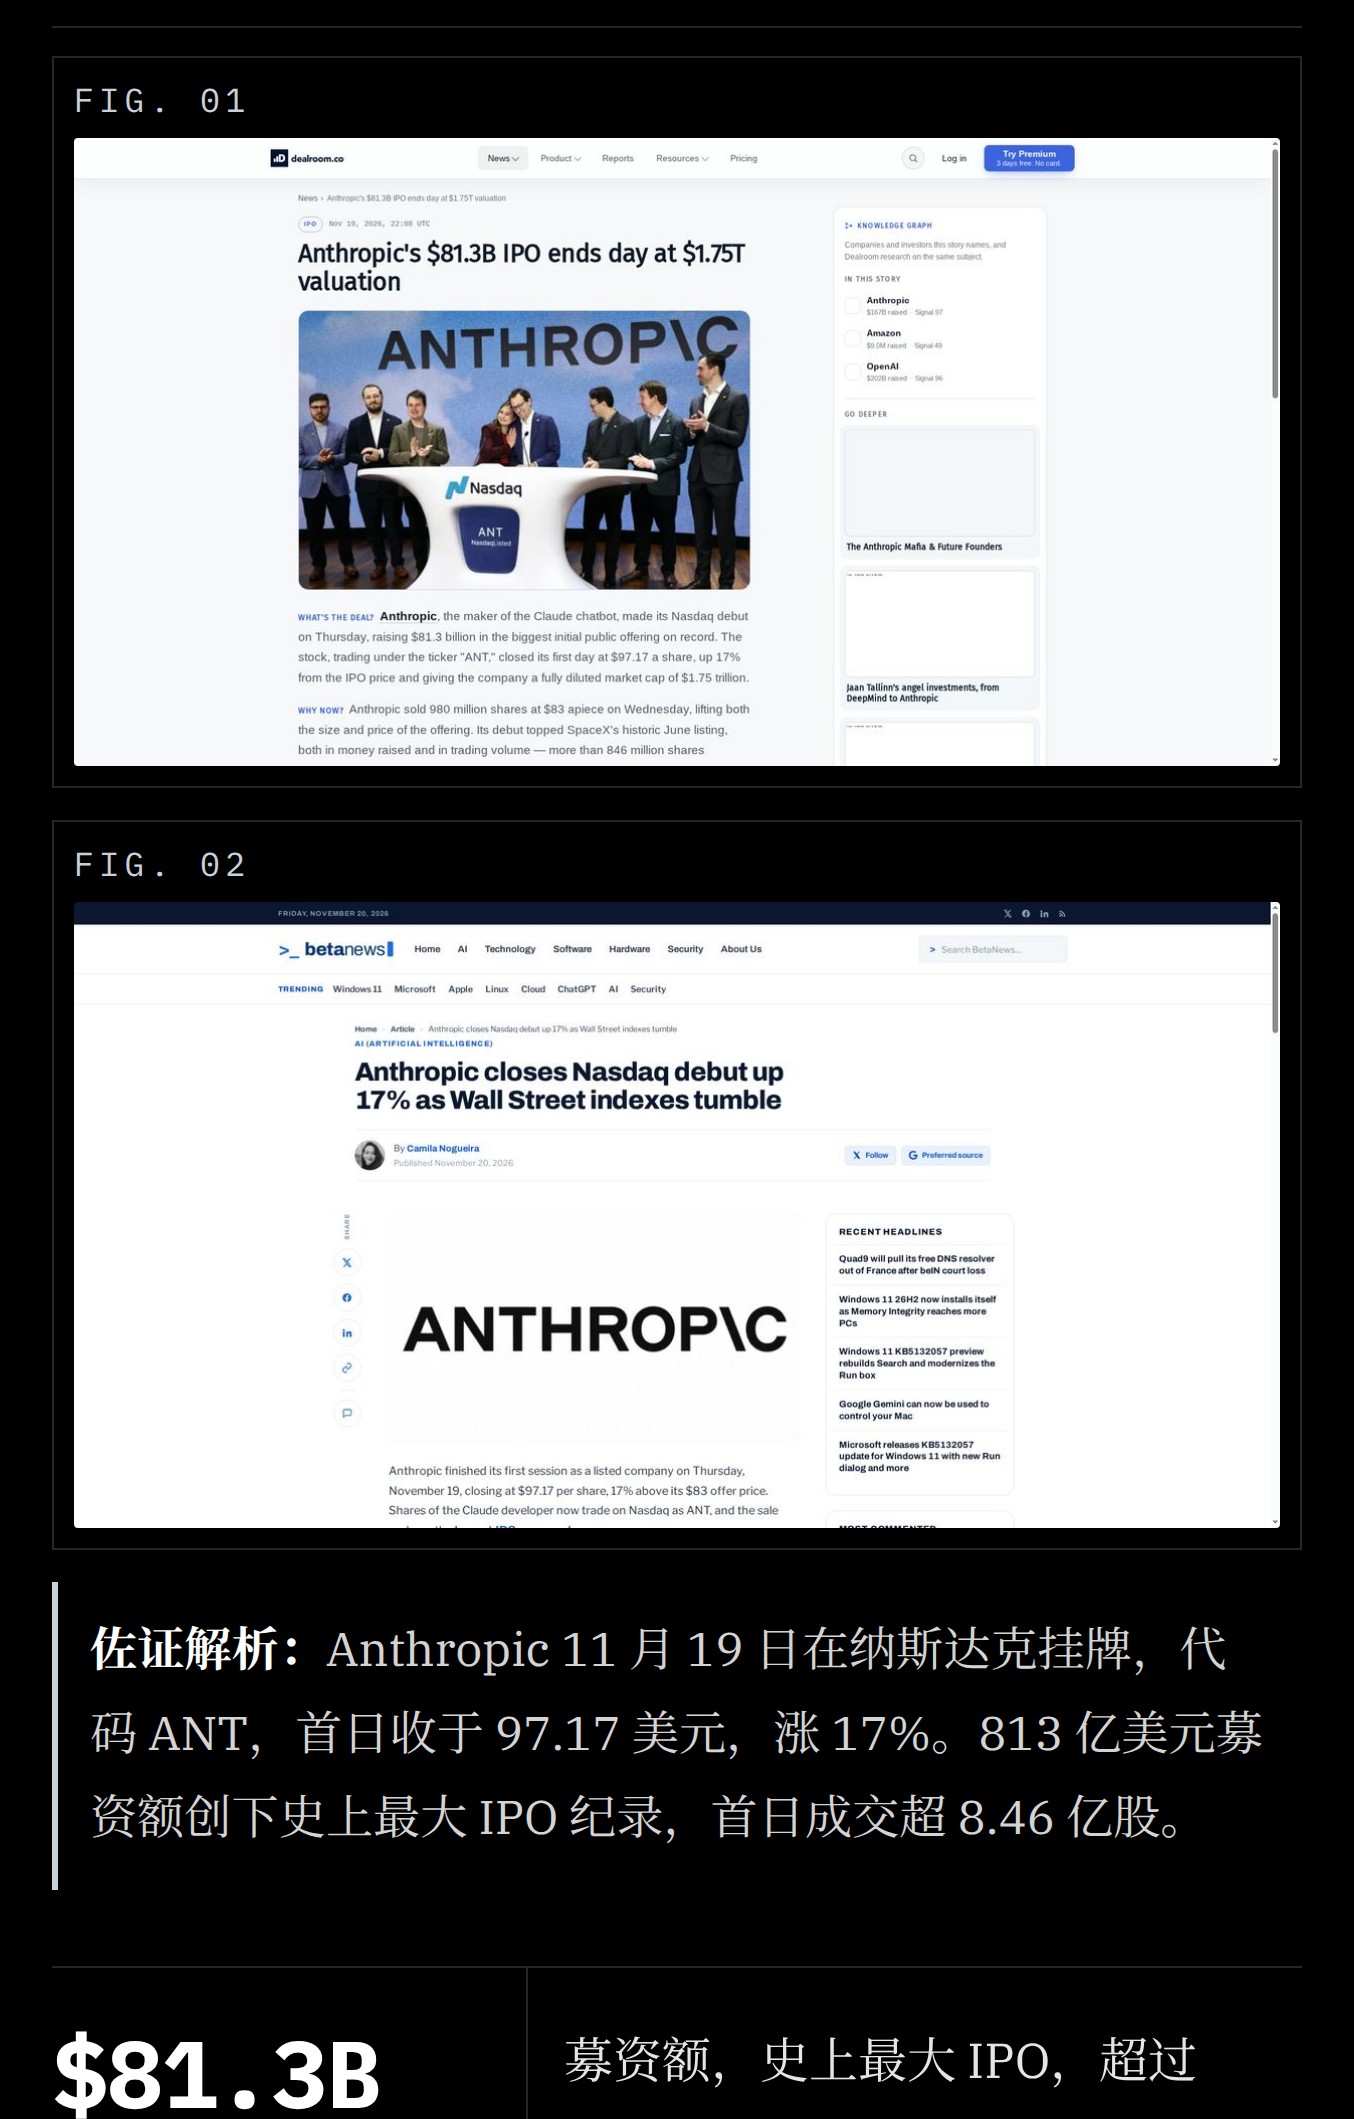 FIG. 01
dealroom.co
News
Product
Reports
Resources
Pricing
Log in
Try Premium
3 days free. No card.
News › Anthropic's $81.3B IPO ends day at $1.75T valuation
IPO
Nov 19, 2026, 22:00 UTC
Anthropic's $81.3B IPO ends day at $1.75T
valuation
ANTHROP\C
Nasdaq
ANT
NasdaqListed
WHAT'S THE DEAL? Anthropic, the maker of the Claude chatbot, made its Nasdaq debut
on Thursday, raising $81.3 billion in the biggest initial public offering on record. The
stock, trading under the ticker "ANT," closed its first day at $97.17 a share, up 17%
from the IPO price and giving the company a fully diluted market cap of $1.75 trillion.
WHY NOW? Anthropic sold 980 million shares at $83 apiece on Wednesday, lifting both
the size and price of the offering. Its debut topped SpaceX's historic June listing,
both in money raised and in trading volume — more than 846 million shares
KNOWLEDGE GRAPH
Companies and investors this story names, and
Dealroom research on the same subject.
IN THIS STORY
Anthropic
$167B raised · Signal 97
Amazon
$9.0M raised · Signal 49
OpenAI
$202B raised · Signal 96
GO DEEPER
The Anthropic Mafia & Future Founders
Jaan Tallinn's angel investments, from
DeepMind to Anthropic
FIG. 02
FRIDAY, NOVEMBER 20, 2026
>_ betanews
Home
AI
Technology
Software
Hardware
Security
About Us
> Search BetaNews...
TRENDING
Windows 11
Microsoft
Apple
Linux
Cloud
ChatGPT
AI
Security
Home · Article · Anthropic closes Nasdaq debut up 17% as Wall Street indexes tumble
AI (ARTIFICIAL INTELLIGENCE)
Anthropic closes Nasdaq debut up
17% as Wall Street indexes tumble
By Camila Nogueira
Published November 20, 2026
Follow
Preferred source
SHARE
ANTHROP\C
Anthropic finished its first session as a listed company on Thursday,
November 19, closing at $97.17 per share, 17% above its $83 offer price.
Shares of the Claude developer now trade on Nasdaq as ANT, and the sale
RECENT HEADLINES
Quad9 will pull its free DNS resolver
out of France after beIN court loss
Windows 11 26H2 now installs itself
as Memory Integrity reaches more
PCs
Windows 11 KB5132057 preview
rebuilds Search and modernizes the
Run box
Google Gemini can now be used to
control your Mac
Microsoft releases KB5132057
update for Windows 11 with new Run
dialog and more
MOST COMMENTED
佐证解析：Anthropic 11 月 19 日在纳斯达克挂牌，代
码 ANT，首日收于 97.17 美元，涨 17%。813 亿美元募
资额创下史上最大 IPO 纪录，首日成交超 8.46 亿股。
$81.3B
募资额，史上最大 IPO，超过